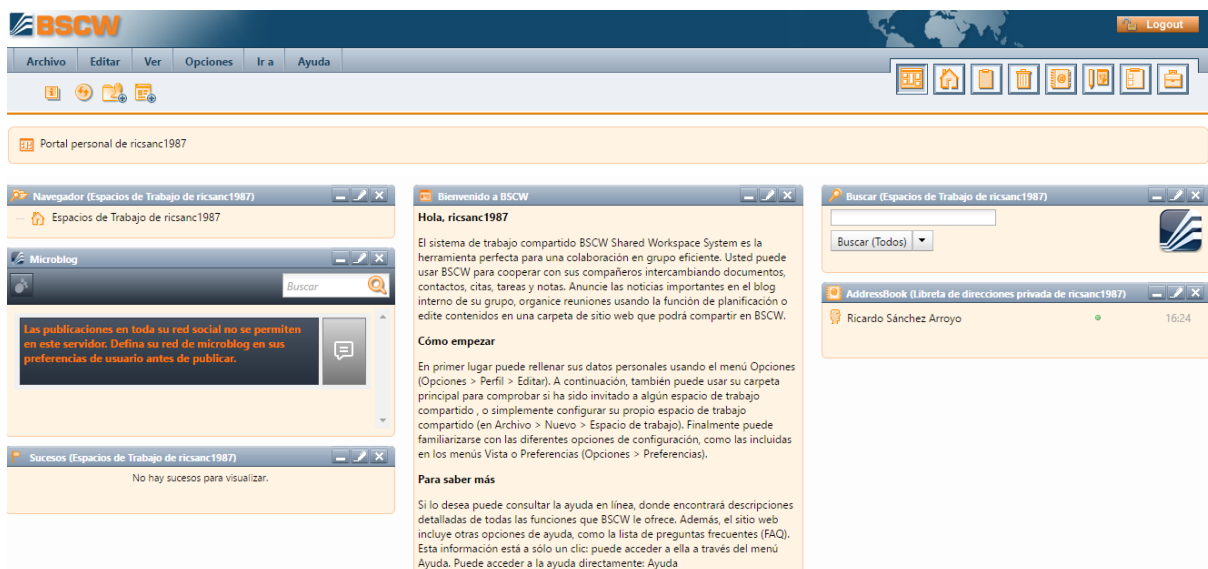 BSCW
Logout
Archivo Editar Ver Opciones Ir a Ayuda
Portal personal de ricsanc1987
Navegador (Espacios de Trabajo de ricsanc1987)
Espacios de Trabajo de ricsanc1987
Microblog
Buscar
Las publicaciones en toda su red social no se permiten
en este servidor. Defina su red de microblog en sus
preferencias de usuario antes de publicar.
Sucesos (Espacios de Trabajo de ricsanc1987)
No hay sucesos para visualizar.
Bienvenido a BSCW
Hola, ricsanc1987
El sistema de trabajo compartido BSCW Shared Workspace System es la
herramienta perfecta para una colaboración en grupo eficiente. Usted puede
usar BSCW para cooperar con sus compañeros intercambiando documentos,
contactos, citas, tareas y notas. Anuncie las noticias importantes en el blog
interno de su grupo, organice reuniones usando la función de planificación o
edite contenidos en una carpeta de sitio web que podrá compartir en BSCW.
Cómo empezar
En primer lugar puede rellenar sus datos personales usando el menú Opciones
(Opciones > Perfil > Editar). A continuación, también puede usar su carpeta
principal para comprobar si ha sido invitado a algún espacio de trabajo
compartido , o simplemente configurar su propio espacio de trabajo
compartido (en Archivo > Nuevo > Espacio de trabajo). Finalmente puede
familiarizarse con las diferentes opciones de configuración, como las incluidas
en los menús Vista o Preferencias (Opciones > Preferencias).
Para saber más
Si lo desea puede consultar la ayuda en línea, donde encontrará descripciones
detalladas de todas las funciones que BSCW le ofrece. Además, el sitio web
incluye otras opciones de ayuda, como la lista de preguntas frecuentes (FAQ).
Esta información está a sólo un clic: puede acceder a ella a través del menú
Ayuda. Puede acceder a la ayuda directamente: Ayuda
Buscar (Espacios de Trabajo de ricsanc1987)
Buscar (Todos)
AddressBook (Libreta de direcciones privada de ricsanc1987)
Ricardo Sánchez Arroyo 16:24